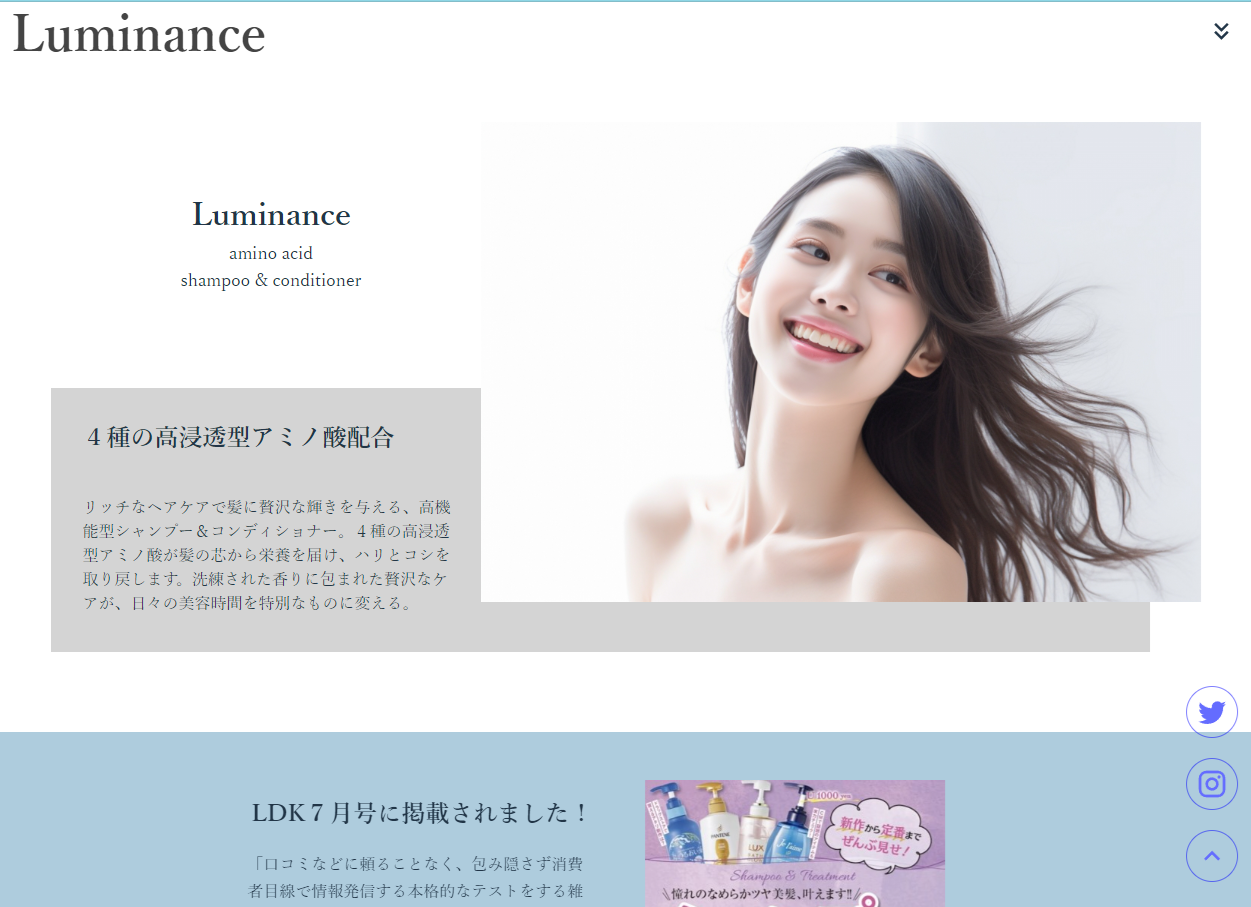 Luminance
Luminance
amino acid
shampoo & conditioner
４種の高浸透型アミノ酸配合
リッチなヘアケアで髪に贅沢な輝きを与える、高機
能型シャンプー＆コンディショナー。４種の高浸透
型アミノ酸が髪の芯から栄養を届け、ハリとコシを
取り戻します。洗練された香りに包まれた贅沢なケ
アが、日々の美容時間を特別なものに変える。
LDK７月号に掲載されました！
「口コミなどに頼ることなく、包み隠さず消費
者目線で情報発信する本格的なテストをする雑
1000
PANTENE
LUX
新作から定番まで
ぜんぶ見せ！
Shampoo & Treatment
憧れのなめらかツヤ美髪、叶えます!!